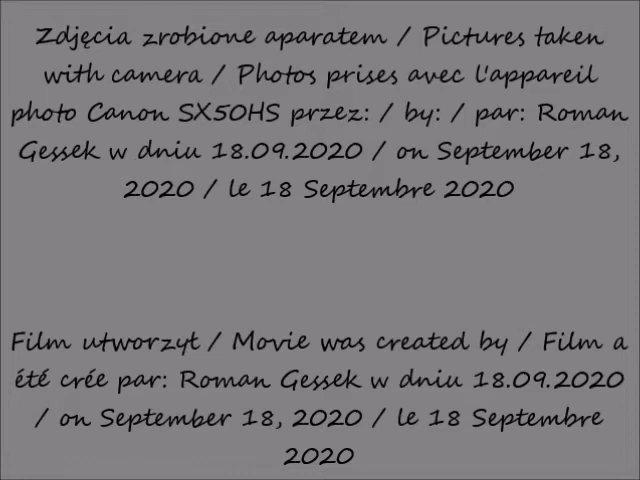 Zdjęcia zrobione aparatem / Pictures taken
with camera / Photos prises avec l'appareil
photo Canon SX50HS przez: / by: / par: Roman
Gessek w dniu 18.09.2020 / on September 18,
2020 / le 18 Septembre 2020
Film utworzył / Movie was created by / Film a
été crée par: Roman Gessek w dniu 18.09.2020
/ on September 18, 2020 / le 18 Septembre
2020